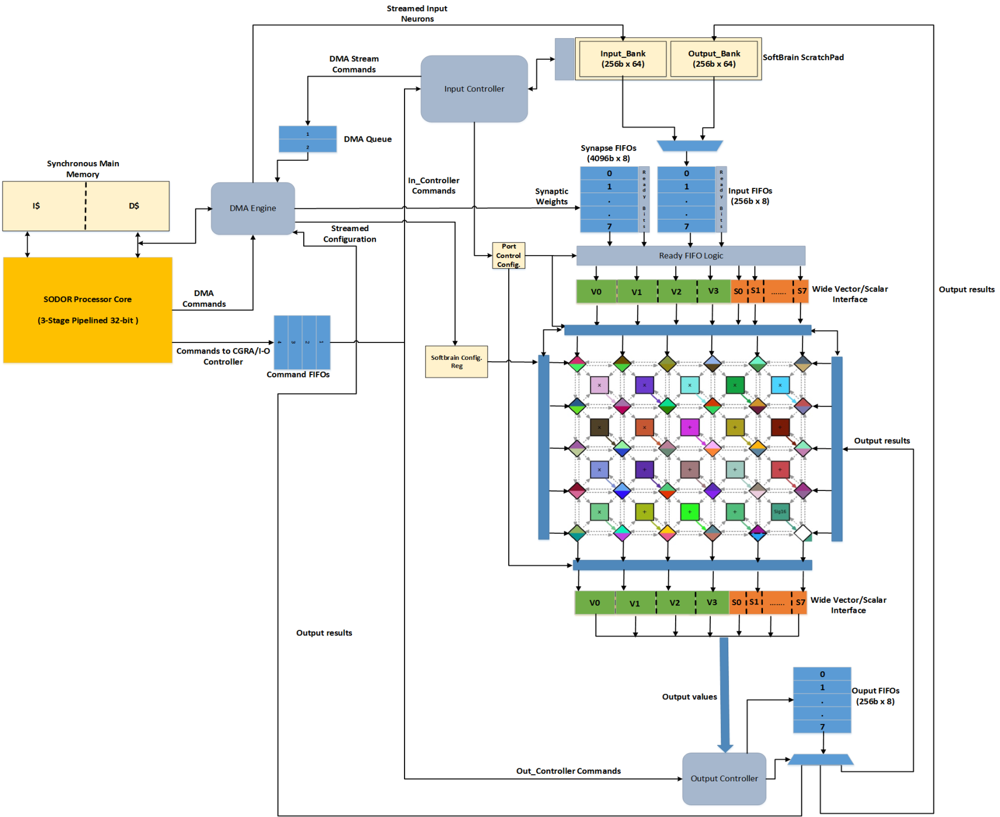 Streamed Input
Neurons
DMA Stream
Commands
Input Controller
Input_Bank
(256b x 64)
Output_Bank
(256b x 64)
SoftBrain ScratchPad
1
2
DMA Queue
Synchronous Main
Memory
I$
D$
DMA Engine
In_Controller
Commands
Synapse FIFOs
(4096b x 8)
0
1
.
.
7
Ready Bits
0
1
.
.
7
Ready Bits
Input FIFOs
(256b x 8)
Synaptic
Weights
Streamed
Configuration
Port
Control
Config.
Ready FIFO Logic
V0
V1
V2
V3
S0
S1
.......
S7
Wide Vector/Scalar
Interface
Output results
SODOR Processor Core
(3-Stage Pipelined 32-bit )
DMA
Commands
Commands to CGRA/I-O
Controller
4
3
2
1
Command FIFOs
Softbrain Config.
Reg
x
x
x
x
x
x
x
+
+
+
x
+
+
+
+
x
+
+
+
Sig16
Output results
V0
V1
V2
V3
S0
S1
.......
S7
Wide Vector/Scalar
Interface
Output results
Output values
0
1
.
.
7
Ouput FIFOs
(256b x 8)
Out_Controller Commands
Output Controller